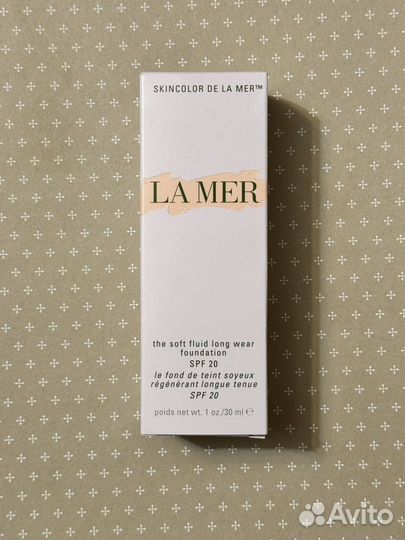 SKINCOLOR DE LA MER™
LA MER
the soft fluid long wear
foundation
SPF 20
le fond de teint soyeux
régénérant longue tenue
SPF 20
poids net wt. 1 oz./30 ml ℮
Avito